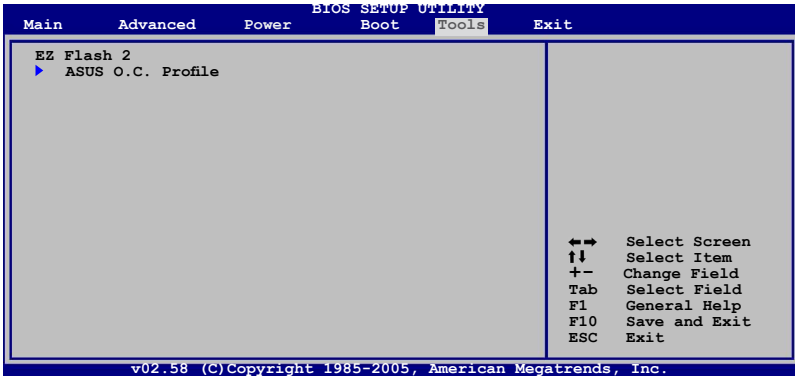 BIOS SETUP UTILITY
Main Advanced Power Boot Tools Exit
EZ Flash 2
ASUS O.C. Profile
Select Screen
Select Item
+- Change Field
Tab Select Field
F1 General Help
F10 Save and Exit
ESC Exit
v02.58 (C)Copyright 1985-2005, American Megatrends, Inc.